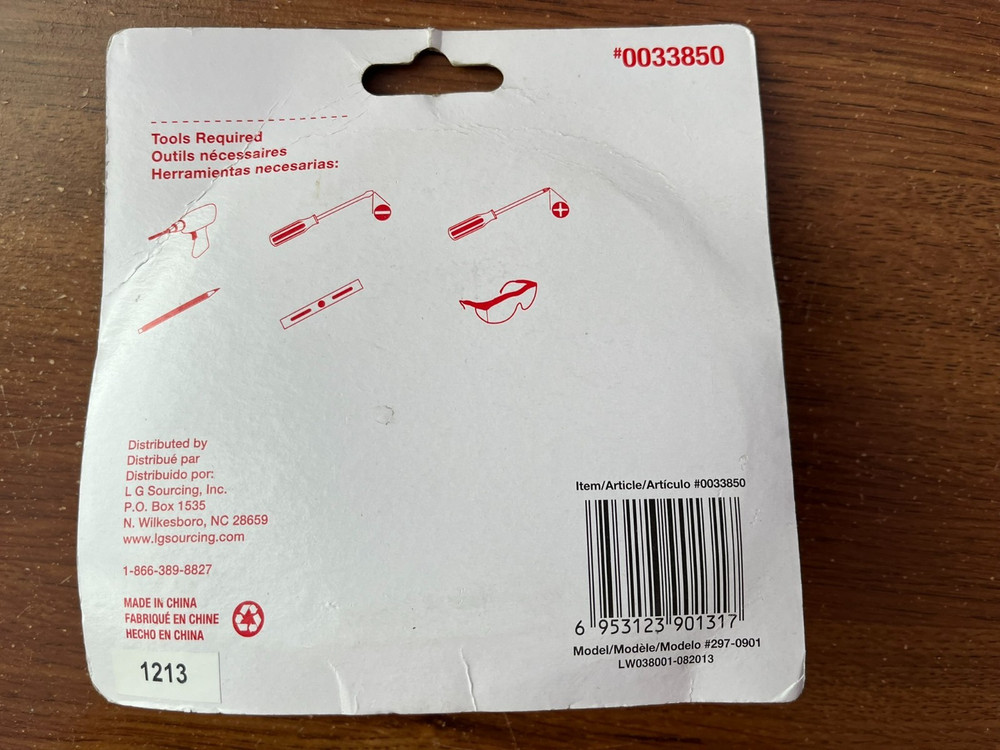 #0033850
Tools Required
Outils nécessaires
Herramientas necesarias:
Distributed by
Distribué par
Distribuido por:
L G Sourcing, Inc.
P.O. Box 1535
N. Wilkesboro, NC 28659
www.lgsourcing.com
1-866-389-8827
MADE IN CHINA
FABRIQUÉ EN CHINE
HECHO EN CHINA
1213
Item/Article/Artículo #0033850
6 953123 901317
Model/Modèle/Modelo #297-0901
LW038001-082013